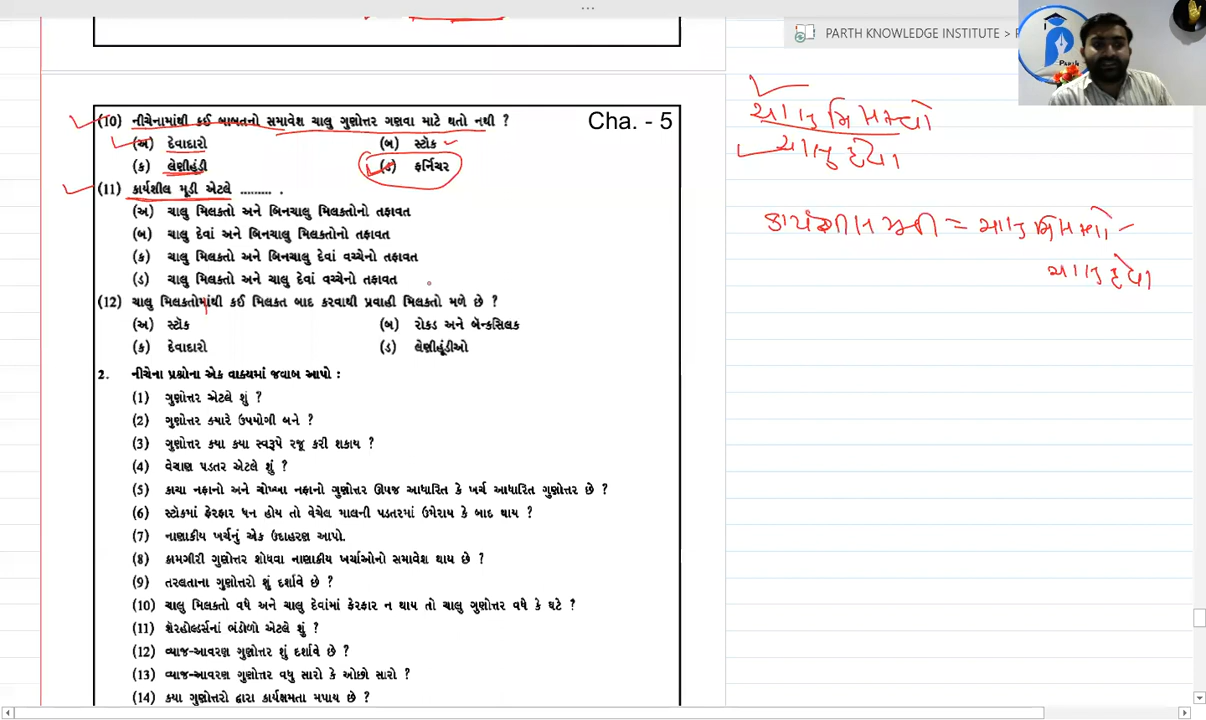 PARTH KNOWLEDGE INSTITUTE >
Parth
(10) નીચેનામાંથી કઈ બાબતનો સમાવેશ ચાલુ ગુણોત્તર ગણવા માટે થતો નથી ? Cha. - 5
(અ) દેવાદારો (બ) સ્ટૉક
(ક) લેણીહૂંડી (ડ) ફર્નિચર
(11) કાર્યશીલ મૂડી એટલે ......... .
(અ) ચાલુ મિલકતો અને બિનચાલુ મિલકતોનો તફાવત
(બ) ચાલુ દેવાં અને બિનચાલુ મિલકતોનો તફાવત
(ક) ચાલુ મિલકતો અને બિનચાલુ દેવાં વચ્ચેનો તફાવત
(ડ) ચાલુ મિલકતો અને ચાલુ દેવાં વચ્ચેનો તફાવત
(12) ચાલુ મિલકતોમાંથી કઈ મિલકત બાદ કરવાથી પ્રવાહી મિલકતો મળે છે ?
(અ) સ્ટૉક (બ) રોકડ અને બૅન્કસિલક
(ક) દેવાદારો (ડ) લેણીહૂંડીઓ
2. નીચેના પ્રશ્નોના એક વાક્યમાં જવાબ આપો :
(1) ગુણોત્તર એટલે શું ?
(2) ગુણોત્તર ક્યારે ઉપયોગી બને ?
(3) ગુણોત્તર કયા કયા સ્વરૂપે રજૂ કરી શકાય ?
(4) વેચાણ પડતર એટલે શું ?
(5) કાચા નફાનો અને ચોખ્ખા નફાનો ગુણોત્તર ઊપજ આધારિત કે ખર્ચ આધારિત ગુણોત્તર છે ?
(6) સ્ટૉકમાં ફેરફાર ધન હોય તો વેચેલ માલની પડતરમાં ઉમેરાય કે બાદ થાય ?
(7) નાણાકીય ખર્ચનું એક ઉદાહરણ આપો.
(8) કામગીરી ગુણોત્તર શોધવા નાણાકીય ખર્ચાઓનો સમાવેશ થાય છે ?
(9) તરલતાના ગુણોત્તરો શું દર્શાવે છે ?
(10) ચાલુ મિલકતો વધે અને ચાલુ દેવાંમાં ફેરફાર ન થાય તો ચાલુ ગુણોત્તર વધે કે ઘટે ?
(11) શૅરહોલ્ડર્સનાં ભંડોળો એટલે શું ?
(12) વ્યાજ-આવરણ ગુણોત્તર શું દર્શાવે છે ?
(13) વ્યાજ-આવરણ ગુણોત્તર વધુ સારો કે ઓછો સારો ?
(14) કયા ગુણોત્તરો દ્વારા કાર્યક્ષમતા મપાય છે ?
ચાલુ મિલકતો
ચાલુ દેવા
કાર્યશીલ મૂડી = ચાલુ મિલકતો -
ચાલુ દેવા